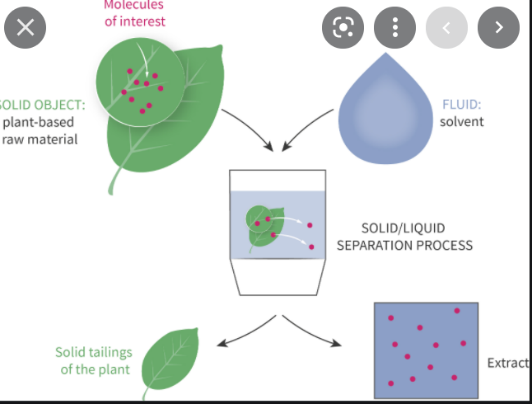 Molecules
of interest
SOLID OBJECT:
plant-based
raw material
FLUID:
solvent
SOLID/LIQUID
SEPARATION PROCESS
Solid tailings
of the plant
Extract